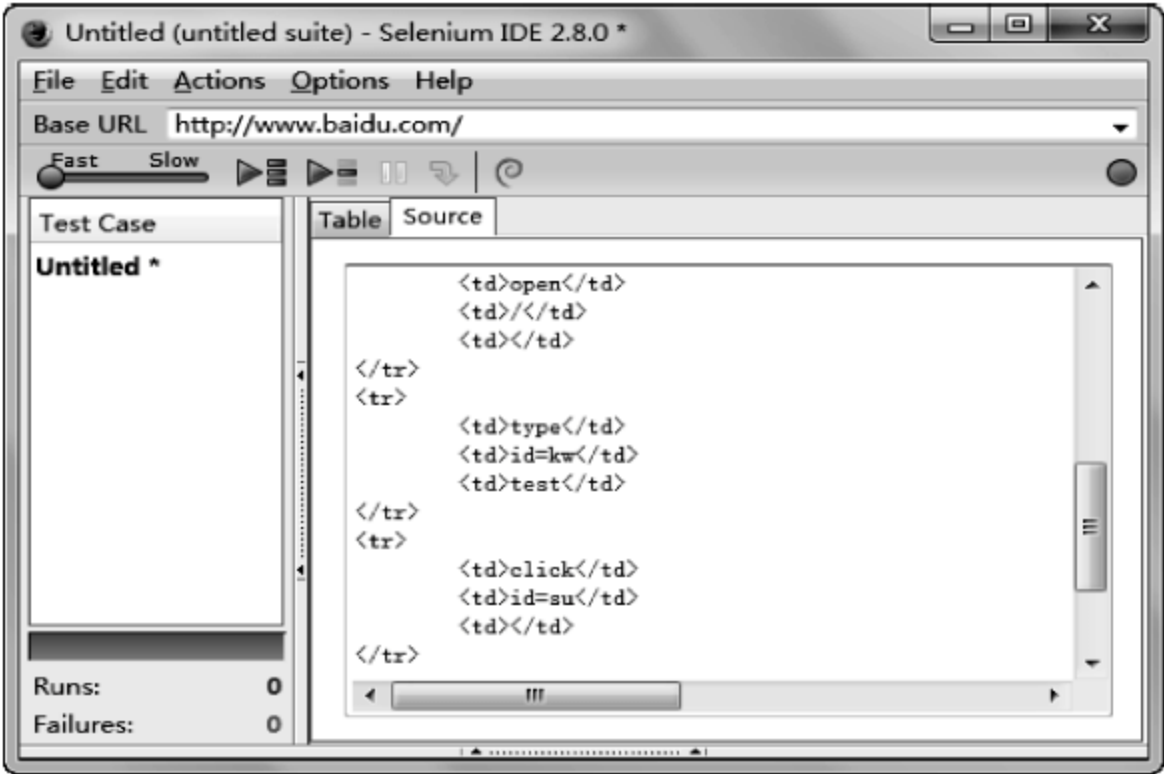 Untitled (untitled suite) - Selenium IDE 2.8.0 *
File Edit Actions Options Help
Base URL http://www.baidu.com/
Fast Slow
Test Case
Untitled *
Runs: 0
Failures: 0
Table Source
<td>open</td>
<td>/</td>
<td></td>
</tr>
<tr>
<td>type</td>
<td>id=kw</td>
<td>test</td>
</tr>
<tr>
<td>click</td>
<td>id=su</td>
<td></td>
</tr>